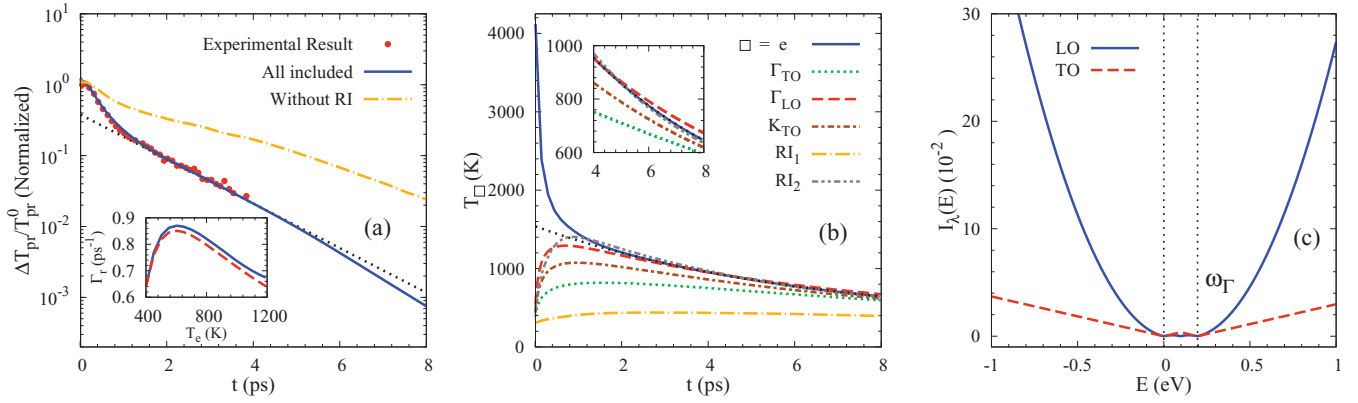 ΔT_pr/T_pr^0 (Normalized)
10^1
10^0
10^-1
10^-2
10^-3
Experimental Result
All included
Without RI
(a)
Γ_r (ps^-1)
0.9
0.8
0.7
0.6
400 800 1200
T_e (K)
0 2 4 6 8
t (ps)
T_□ (K)
4000
3500
3000
2500
2000
1500
1000
500
0
1000
800
600
4 6 8
□ = e
Γ_TO
Γ_LO
K_TO
RI_1
RI_2
(b)
0 2 4 6 8
t (ps)
I_λ(E) (10^-2)
30
20
10
0
LO
TO
ω_Γ
(c)
-1 -0.5 0 0.5 1
E (eV)